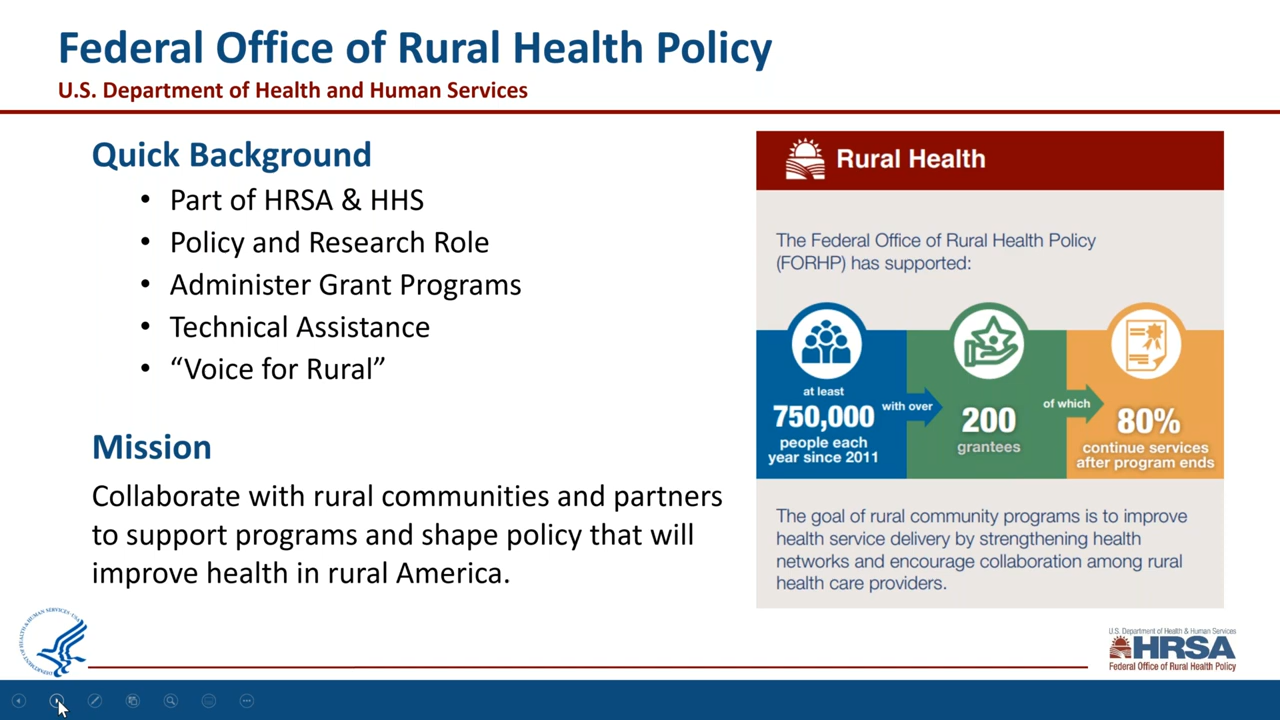 Federal Office of Rural Health Policy
U.S. Department of Health and Human Services
Quick Background
• Part of HRSA & HHS
• Policy and Research Role
• Administer Grant Programs
• Technical Assistance
• “Voice for Rural”
Mission
Collaborate with rural communities and partners
to support programs and shape policy that will
improve health in rural America.
Rural Health
The Federal Office of Rural Health Policy
(FORHP) has supported:
at least
750,000
people each
year since 2011
with over
200
grantees
of which
80%
continue services
after program ends
The goal of rural community programs is to improve
health service delivery by strengthening health
networks and encourage collaboration among rural
health care providers.
DEPARTMENT OF HEALTH & HUMAN SERVICES · USA
U.S. Department of Health & Human Services
HRSA
Federal Office of Rural Health Policy